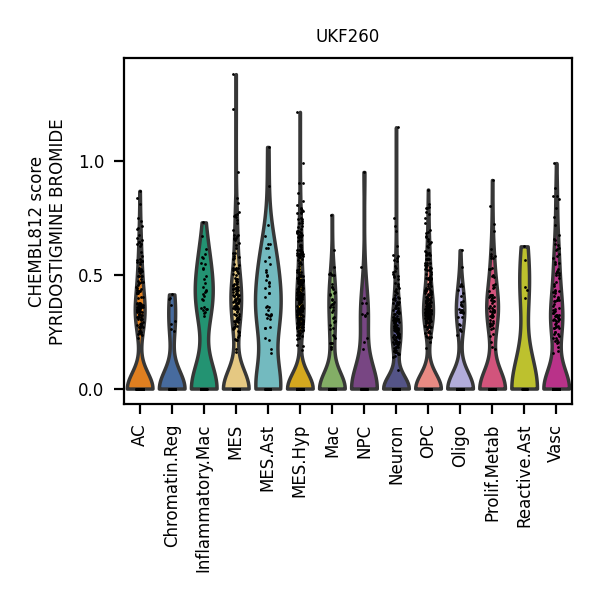 UKF260
CHEMBL812 score
PYRIDOSTIGMINE BROMIDE
1.0
0.5
0.0
AC
Chromatin.Reg
Inflammatory.Mac
MES
MES.Ast
MES.Hyp
Mac
NPC
Neuron
OPC
Oligo
Prolif.Metab
Reactive.Ast
Vasc